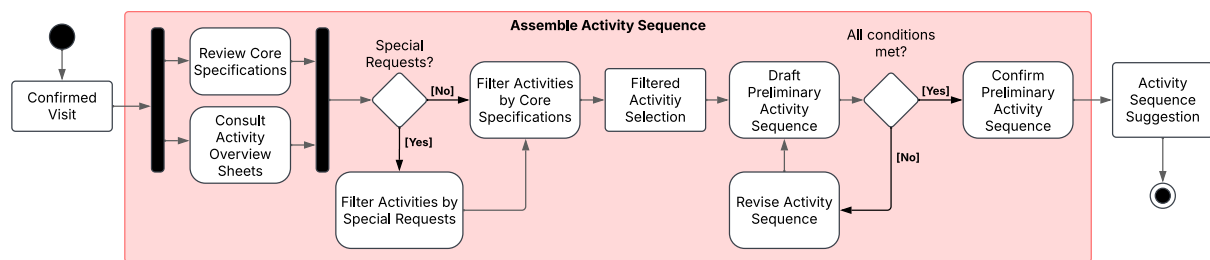 Assemble Activity Sequence
Confirmed
Visit
Review Core
Specifications
Consult
Activity
Overview
Sheets
Special
Requests?
[No]
[Yes]
Filter Activities by
Special Requests
Filter Activities
by Core
Specifications
Filtered
Activitiy
Selection
Draft
Preliminary
Activity
Sequence
All conditions
met?
[Yes]
[No]
Revise Activity
Sequence
Confirm
Preliminary
Activity
Sequence
Activity
Sequence
Suggestion